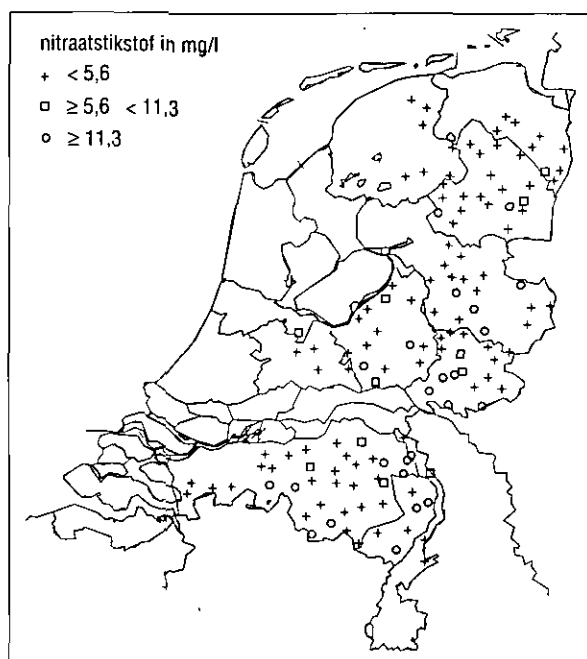 nitraatstikstof in mg/l
+ < 5,6
□ ≥ 5,6 < 11,3
○ ≥ 11,3